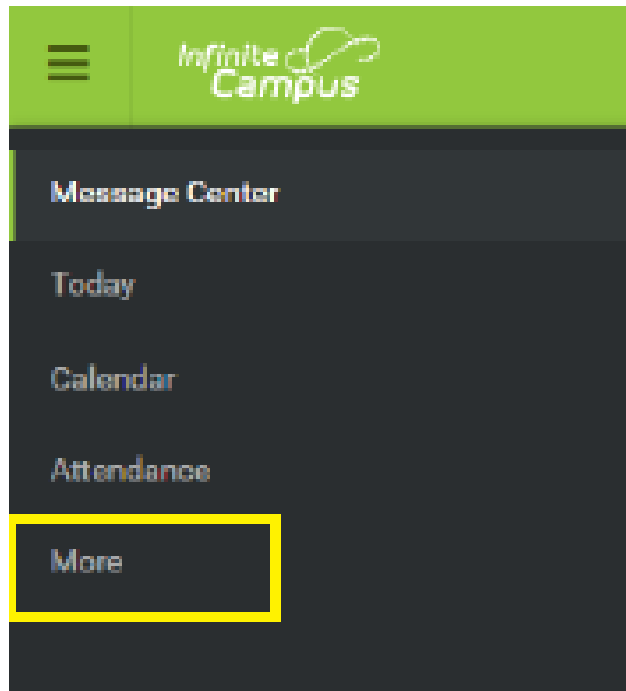 Infinite
Campus
Message Center
Today
Calendar
Attendance
More